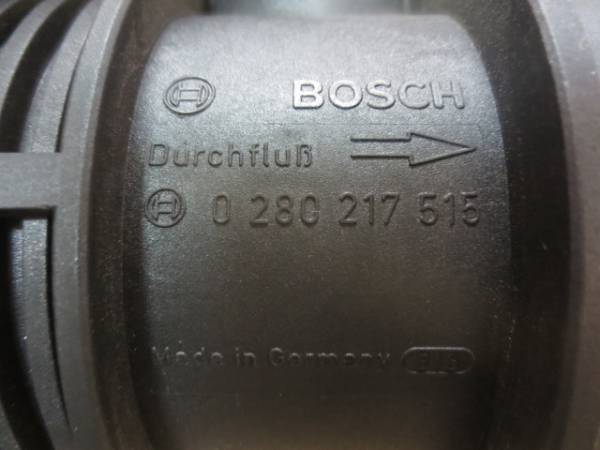 BOSCH
Durchfluß
0 280 217 515
Made in Germany